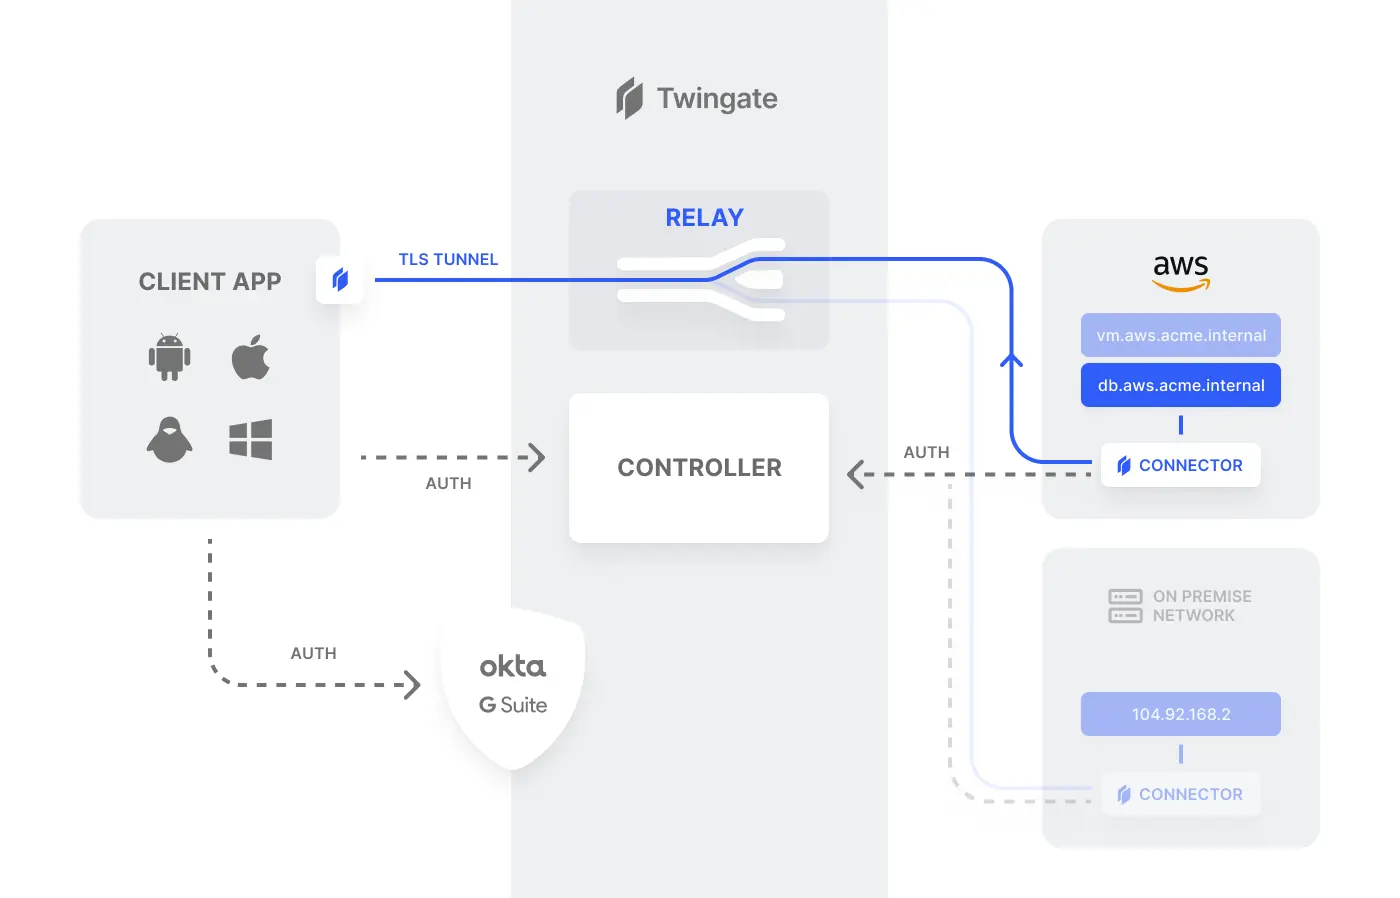 Twingate
RELAY
TLS TUNNEL
CLIENT APP
aws
vm.aws.acme.internal
db.aws.acme.internal
CONNECTOR
CONTROLLER
AUTH
AUTH
ON PREMISE
NETWORK
AUTH
okta
G Suite
104.92.168.2
CONNECTOR